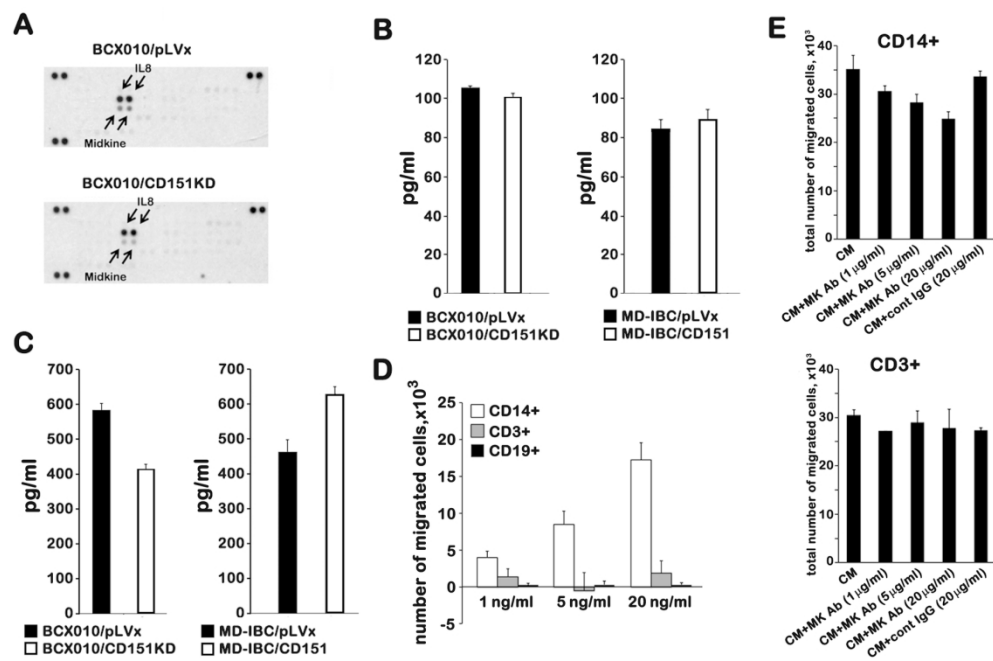 A
BCX010/pLVx
IL8
Midkine
BCX010/CD151KD
IL8
Midkine
B
pg/ml
120
100
80
60
40
20
0
BCX010/pLVx
BCX010/CD151KD
pg/ml
120
100
80
60
40
20
0
MD-IBC/pLVx
MD-IBC/CD151
C
pg/ml
700
600
500
400
300
200
100
0
BCX010/pLVx
BCX010/CD151KD
pg/ml
700
600
500
400
300
200
100
000
MD-IBC/pLVx
MD-IBC/CD151
D
number of migrated cells,x10³
25
20
15
10
5
0
-5
CD14+
CD3+
CD19+
1 ng/ml
5 ng/ml
20 ng/ml
E
CD14+
total number of migrated cells, x10³
40
30
20
10
0
CM
CM+MK Ab (1μg/ml)
CM+MK Ab (5μg/ml)
CM+MK Ab (20μg/ml)
CM+cont IgG (20μg/ml)
CD3+
total number of migrated cells, x10³
40
30
20
10
0
CM
CM+MK Ab (1μg/ml)
CM+MK Ab (5μg/ml)
CM+MK Ab (20μg/ml)
CM+cont IgG (20μg/ml)